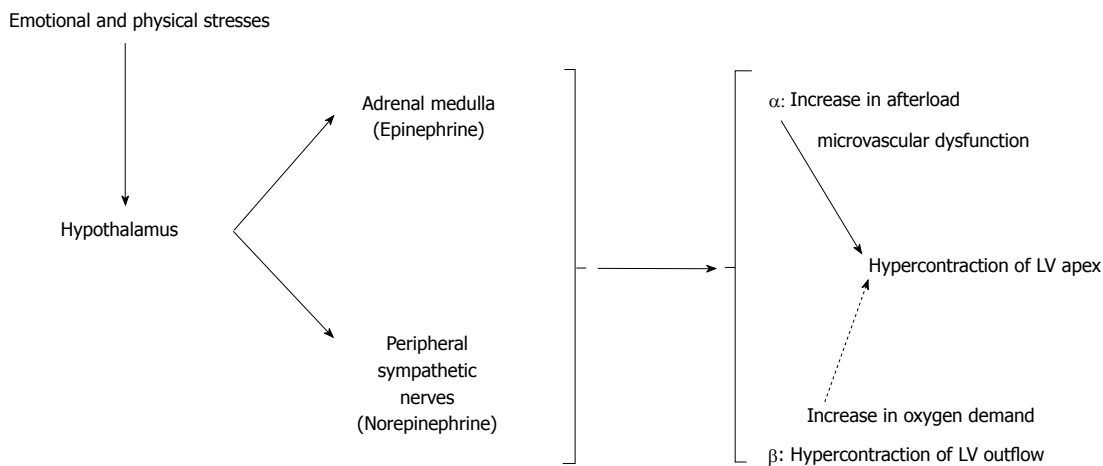 Emotional and physical stresses
Hypothalamus
Adrenal medulla
(Epinephrine)
Peripheral
sympathetic
nerves
(Norepinephrine)
α: Increase in afterload
microvascular dysfunction
Hypercontraction of LV apex
Increase in oxygen demand
β: Hypercontraction of LV outflow